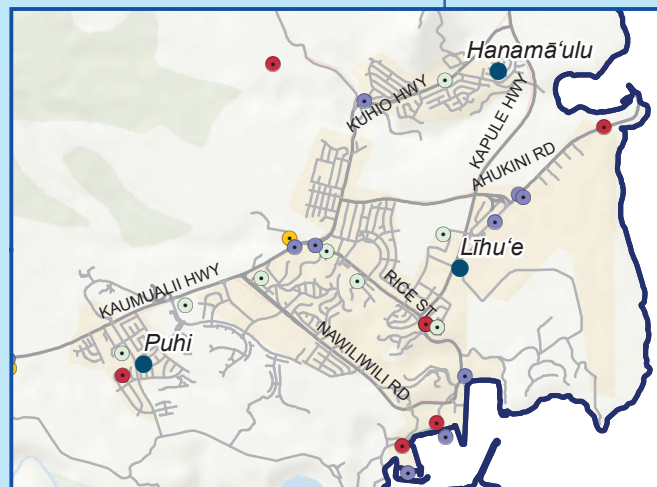 Hanamā‘ulu
KUHIO HWY
KAPULE HWY
AHUKINI RD
Līhu‘e
KAUMUALII HWY
RICE ST.
Puhi
NAWILIWILI RD